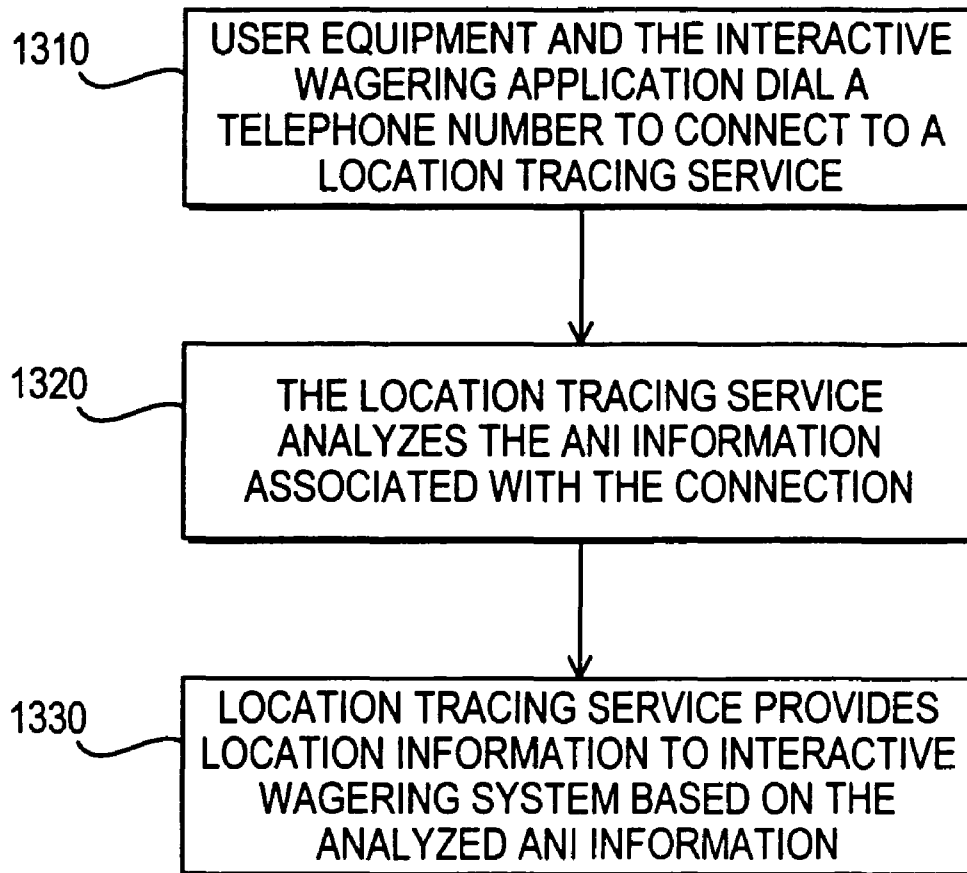 1310
USER EQUIPMENT AND THE INTERACTIVE
WAGERING APPLICATION DIAL A
TELEPHONE NUMBER TO CONNECT TO A
LOCATION TRACING SERVICE
1320
THE LOCATION TRACING SERVICE
ANALYZES THE ANI INFORMATION
ASSOCIATED WITH THE CONNECTION
1330
LOCATION TRACING SERVICE PROVIDES
LOCATION INFORMATION TO INTERACTIVE
WAGERING SYSTEM BASED ON THE
ANALYZED ANI INFORMATION